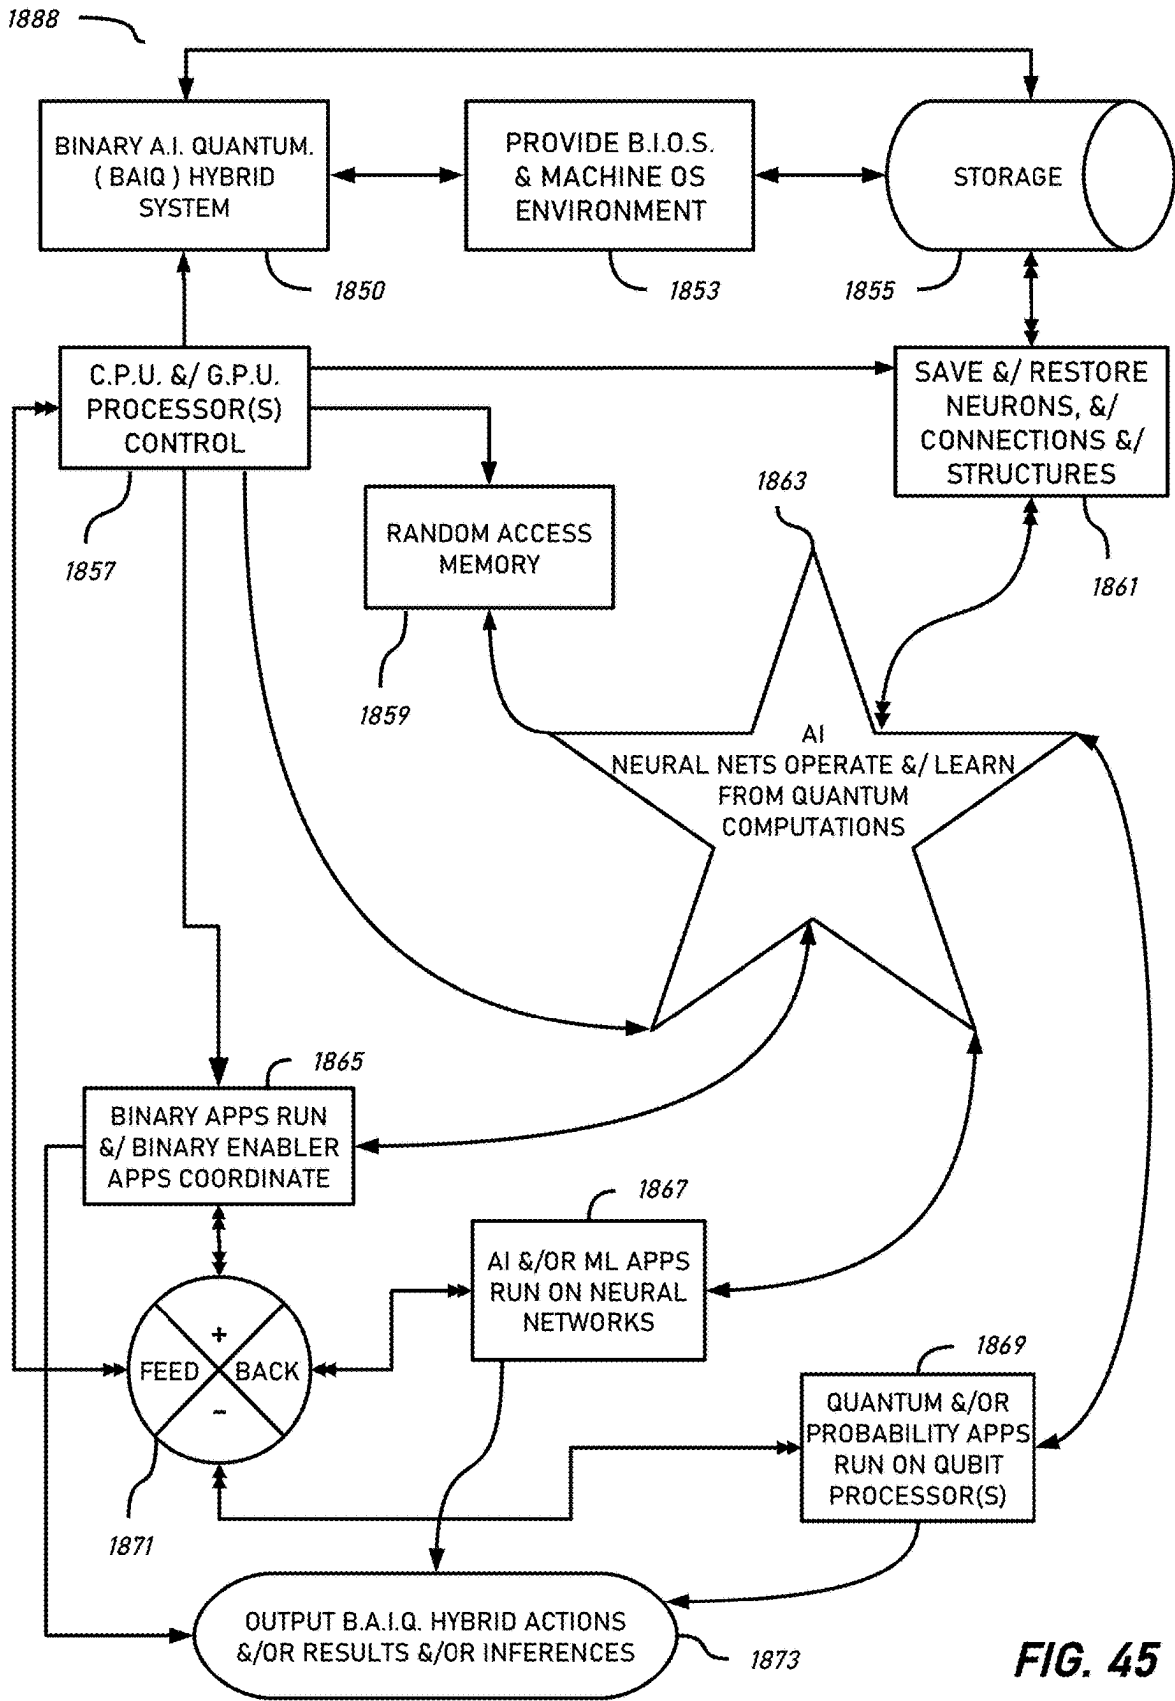 1888
BINARY A.I. QUANTUM.
( BAIQ ) HYBRID
SYSTEM
PROVIDE B.I.O.S.
& MACHINE OS
ENVIRONMENT
STORAGE
1850
1853
1855
C.P.U. &/ G.P.U.
PROCESSOR(S)
CONTROL
SAVE &/ RESTORE
NEURONS, &/
CONNECTIONS &/
STRUCTURES
1857
RANDOM ACCESS
MEMORY
1863
1861
1859
AI
NEURAL NETS OPERATE &/ LEARN
FROM QUANTUM
COMPUTATIONS
1865
BINARY APPS RUN
&/ BINARY ENABLER
APPS COORDINATE
1867
AI &/OR ML APPS
RUN ON NEURAL
NETWORKS
+
FEED BACK
−
1869
QUANTUM &/OR
PROBABILITY APPS
RUN ON QUBIT
PROCESSOR(S)
1871
OUTPUT B.A.I.Q. HYBRID ACTIONS
&/OR RESULTS &/OR INFERENCES
1873
FIG. 45